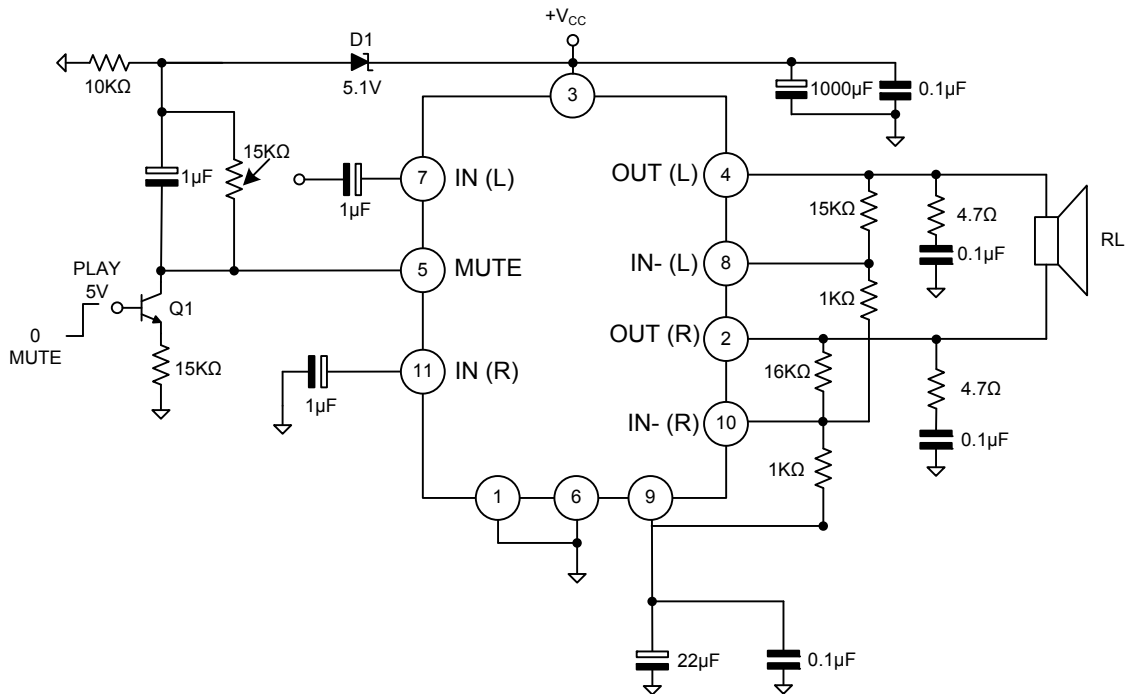 +VCC
D1
10KΩ
5.1V
3
1000µF
0.1µF
15KΩ
1µF
1µF
7
IN (L)
OUT (L)
4
15KΩ
4.7Ω
0.1µF
RL
5
MUTE
IN- (L)
8
1KΩ
PLAY
5V
Q1
0
MUTE
15KΩ
OUT (R)
2
16KΩ
4.7Ω
0.1µF
1µF
11
IN (R)
IN- (R)
10
1KΩ
1
6
9
22µF
0.1µF